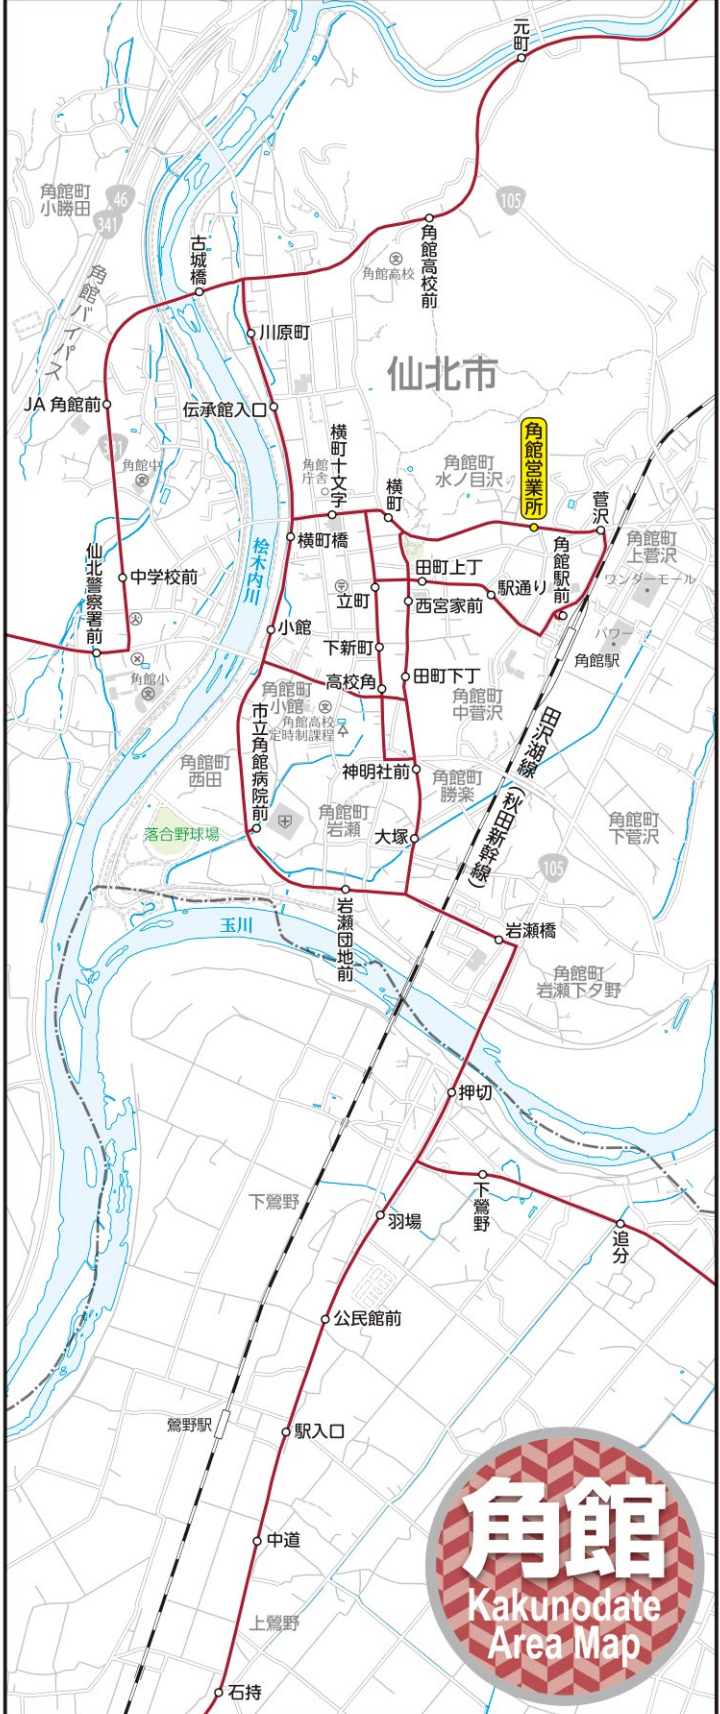 元町
角館町
小勝田
46
341
105
古城橋
角館高校前
角館高校
角館バイパス
川原町
仙北市
JA 角館前
伝承館入口
横町十文字
角館
庁舎
横町
角館町
水ノ目沢
角館営業所
菅沢
角館町
上菅沢
角館中
桧木内川
横町橋
角館駅前
ワンダーモール
仙北警察署前
中学校前
田町上丁
駅通り
立町
西宮家前
小館
下新町
パワー
角館駅
角館小
高校角
田町下丁
角館町
小館
角館町
中菅沢
角館高校
定時制課程
市立角館病院前
田沢湖線(秋田新幹線)
角館町
西田
神明社前
角館町
勝楽
角館町
岩瀬
大塚
角館町
下菅沢
落合野球場
105
玉川
岩瀬団地前
岩瀬橋
角館町
岩瀬下夕野
押切
下鶯野
下鶯野
羽場
追分
公民館前
鶯野駅
駅入口
中道
上鶯野
石持
角館
Kakunodate
Area Map